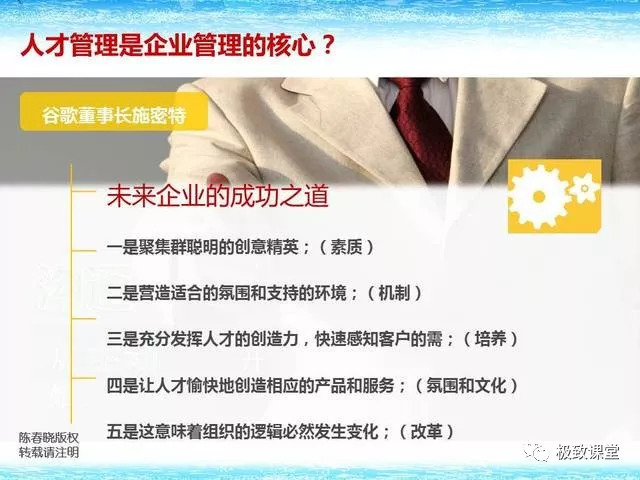 人才管理是企业管理的核心？
谷歌董事长施密特
未来企业的成功之道
一是聚集群聪明的创意精英；（素质）
二是营造适合的氛围和支持的环境；（机制）
三是充分发挥人才的创造力，快速感知客户的需；（培养）
四是让人才愉快地创造相应的产品和服务；（氛围和文化）
五是这意味着组织的逻辑必然发生变化；（改革）
陈春晓版权
转载请注明
极致课堂